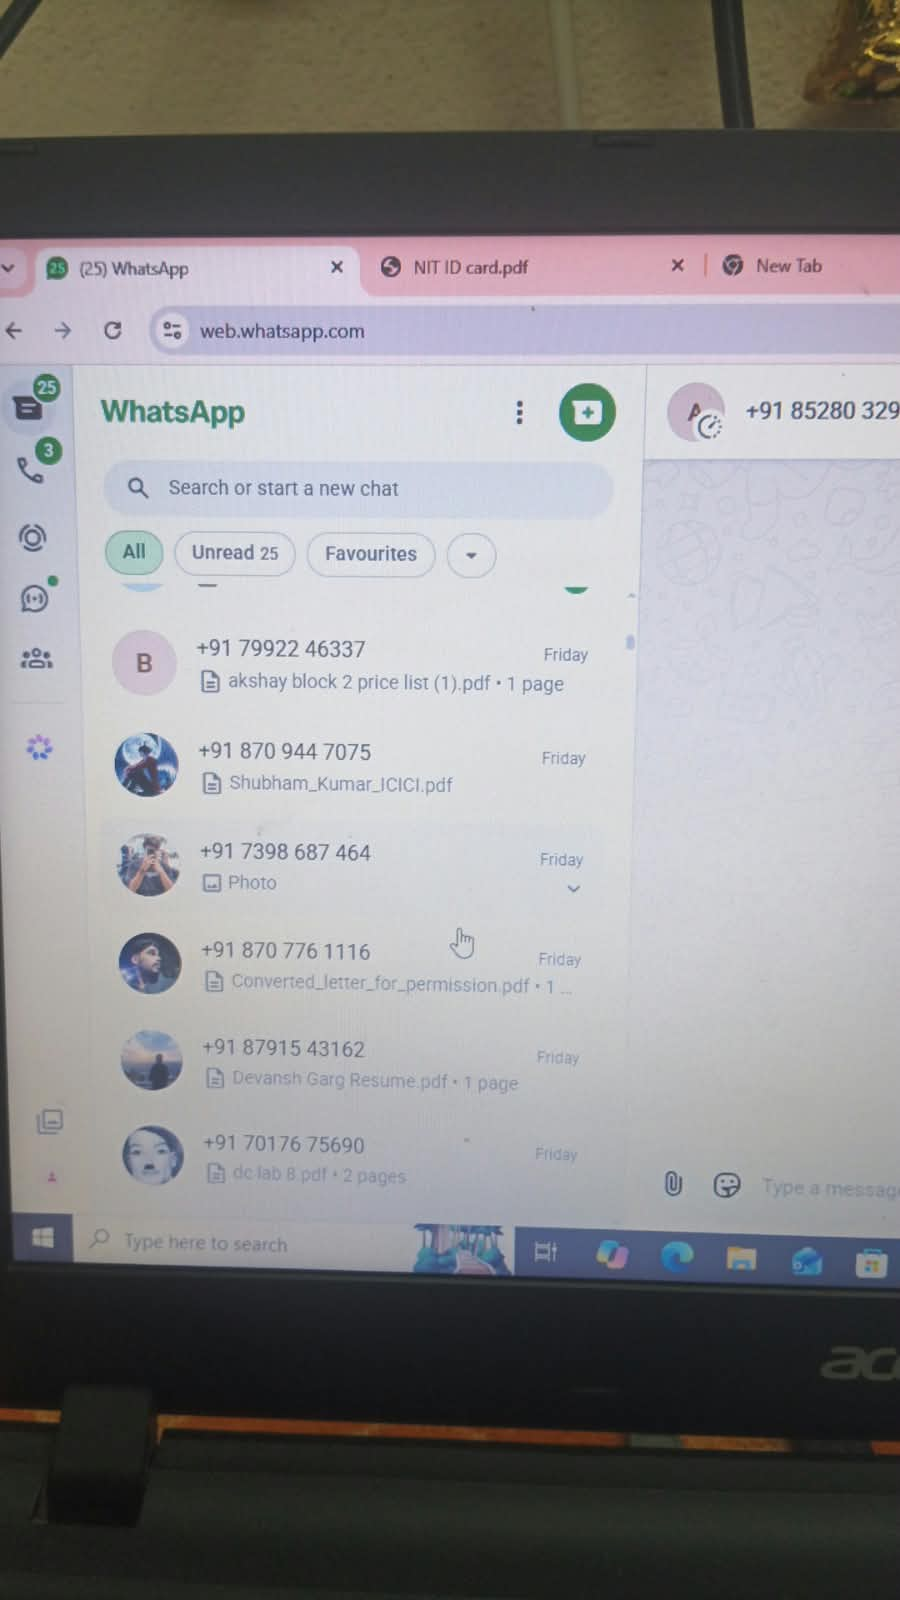 25 (25) WhatsApp
NIT ID card.pdf
New Tab
web.whatsapp.com
25
WhatsApp
A
+91 85280 329
3
Search or start a new chat
All
Unread 25
Favourites
B
+91 79922 46337
Friday
akshay block 2 price list (1).pdf • 1 page
+91 870 944 7075
Friday
Shubham_Kumar_ICICI.pdf
+91 7398 687 464
Friday
Photo
+91 870 776 1116
Friday
Converted_letter_for_permission.pdf • 1 ...
+91 87915 43162
Friday
Devansh Garg Resume.pdf • 1 page
+91 70176 75690
Friday
dc lab 8.pdf • 2 pages
Type a messag
Type here to search
ac